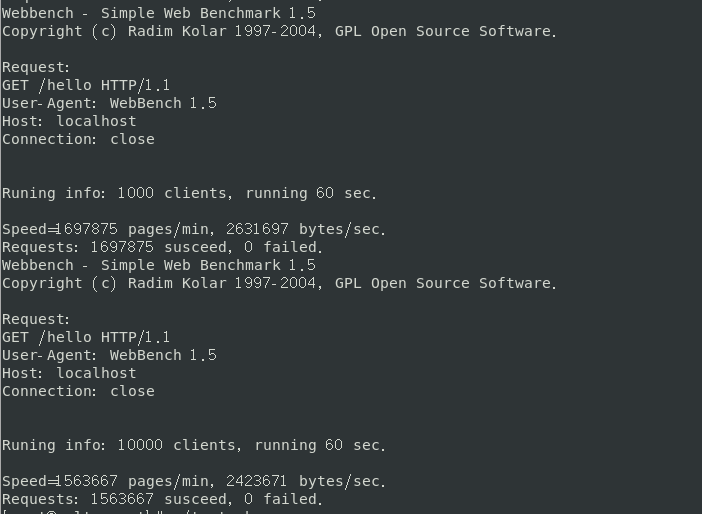 Webbench - Simple Web Benchmark 1.5
Copyright (c) Radim Kolar 1997-2004, GPL Open Source Software.
Request:
GET /hello HTTP/1.1
User-Agent: WebBench 1.5
Host: localhost
Connection: close
Runing info: 1000 clients, running 60 sec.
Speed=1697875 pages/min, 2631697 bytes/sec.
Requests: 1697875 susceed, 0 failed.
Webbench - Simple Web Benchmark 1.5
Copyright (c) Radim Kolar 1997-2004, GPL Open Source Software.
Request:
GET /hello HTTP/1.1
User-Agent: WebBench 1.5
Host: localhost
Connection: close
Runing info: 10000 clients, running 60 sec.
Speed=1563667 pages/min, 2423671 bytes/sec.
Requests: 1563667 susceed, 0 failed.